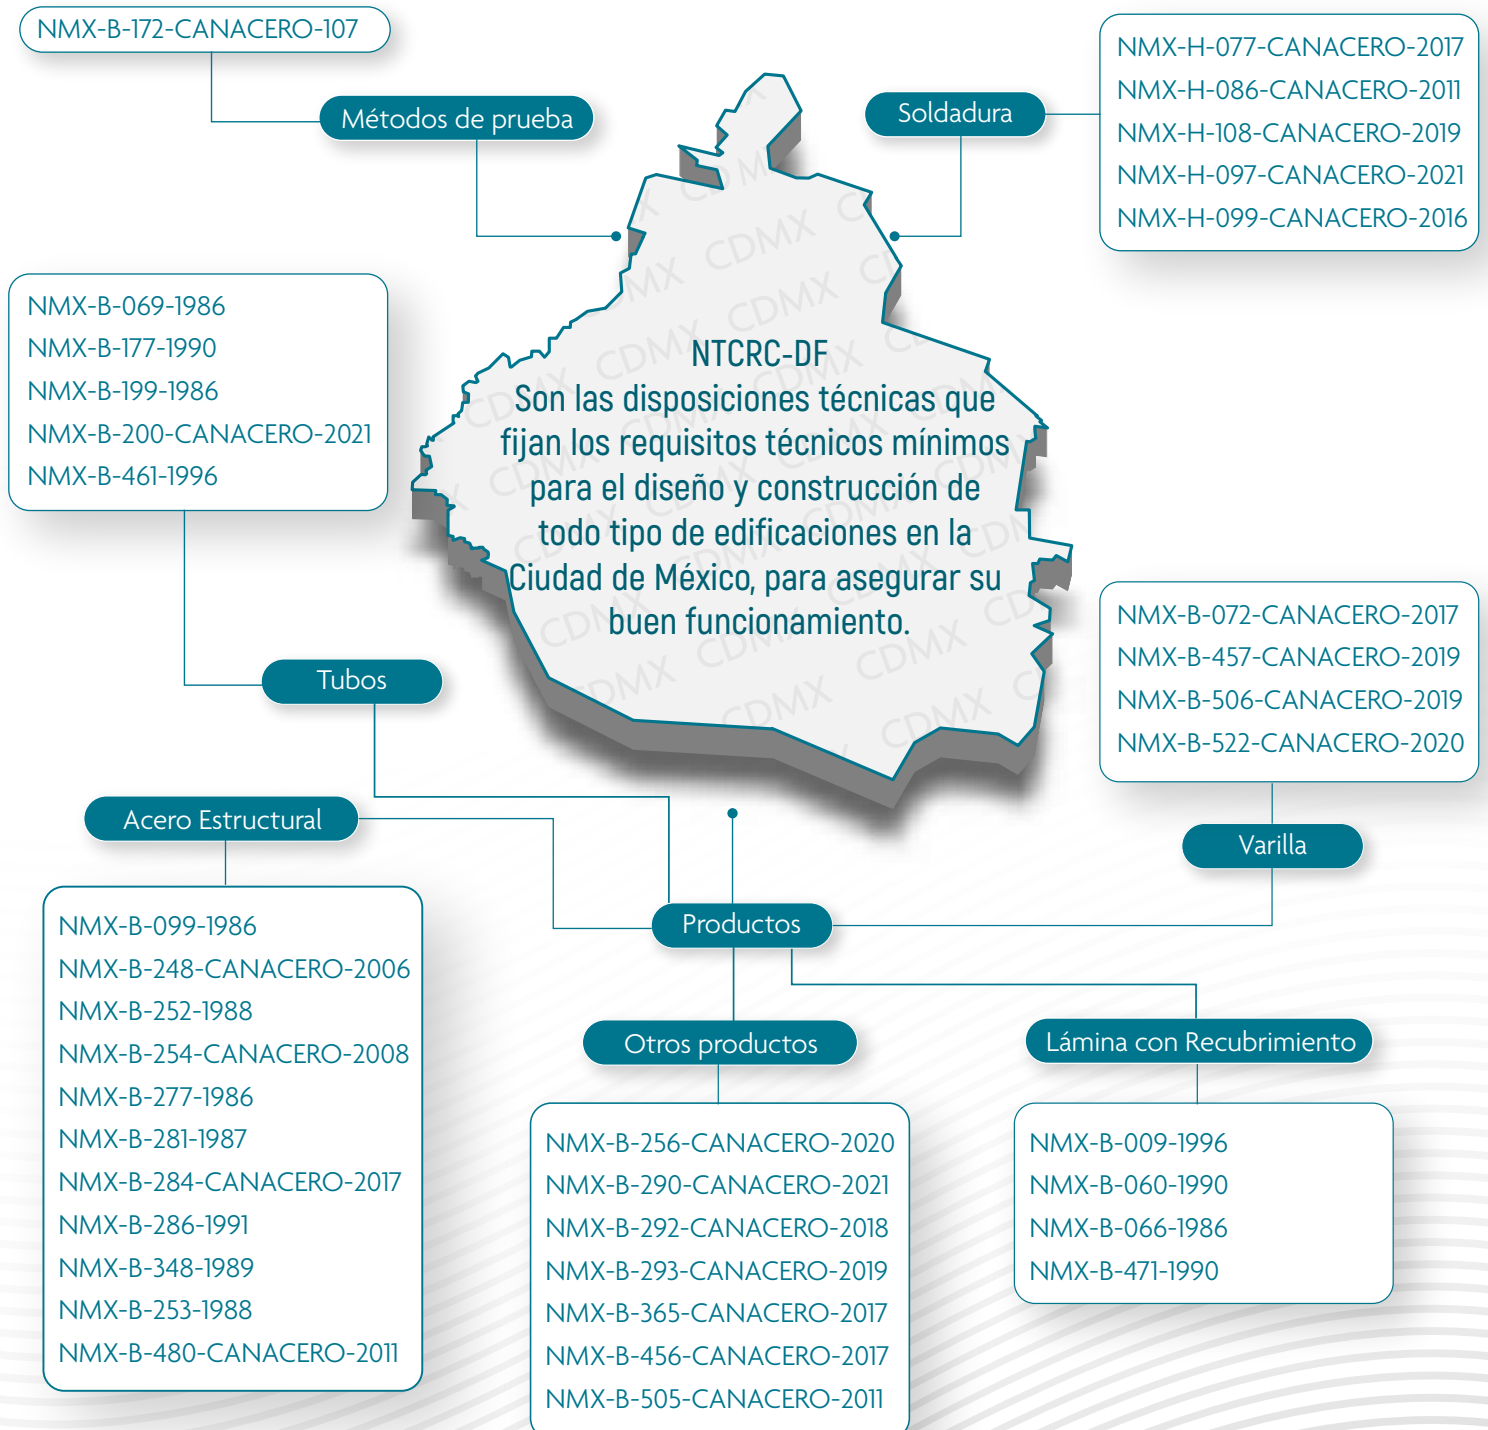 NMX-B-172-CANACERO-107
Métodos de prueba
Soldadura
NMX-H-077-CANACERO-2017
NMX-H-086-CANACERO-2011
NMX-H-108-CANACERO-2019
NMX-H-097-CANACERO-2021
NMX-H-099-CANACERO-2016
NMX-B-069-1986
NMX-B-177-1990
NMX-B-199-1986
NMX-B-200-CANACERO-2021
NMX-B-461-1996
NTCRC-DF
Son las disposiciones técnicas que
fijan los requisitos técnicos mínimos
para el diseño y construcción de
todo tipo de edificaciones en la
Ciudad de México, para asegurar su
buen funcionamiento.
NMX-B-072-CANACERO-2017
NMX-B-457-CANACERO-2019
NMX-B-506-CANACERO-2019
NMX-B-522-CANACERO-2020
Tubos
Acero Estructural
Varilla
Productos
NMX-B-099-1986
NMX-B-248-CANACERO-2006
NMX-B-252-1988
NMX-B-254-CANACERO-2008
NMX-B-277-1986
NMX-B-281-1987
NMX-B-284-CANACERO-2017
NMX-B-286-1991
NMX-B-348-1989
NMX-B-253-1988
NMX-B-480-CANACERO-2011
Otros productos
NMX-B-256-CANACERO-2020
NMX-B-290-CANACERO-2021
NMX-B-292-CANACERO-2018
NMX-B-293-CANACERO-2019
NMX-B-365-CANACERO-2017
NMX-B-456-CANACERO-2017
NMX-B-505-CANACERO-2011
Lámina con Recubrimiento
NMX-B-009-1996
NMX-B-060-1990
NMX-B-066-1986
NMX-B-471-1990